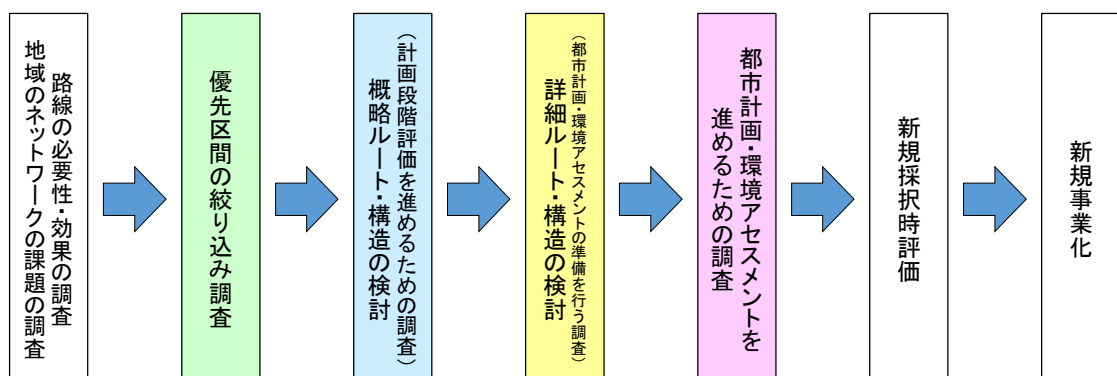 路線の必要性・効果の調査
地域のネットワークの課題の調査
優先区間の絞り込み調査
（計画段階評価を進めるための調査）
概略ルート・構造の検討
（都市計画・環境アセスメントの準備を行う調査）
詳細ルート・構造の検討
都市計画・環境アセスメントを
進めるための調査
新規採択時評価
新規事業化